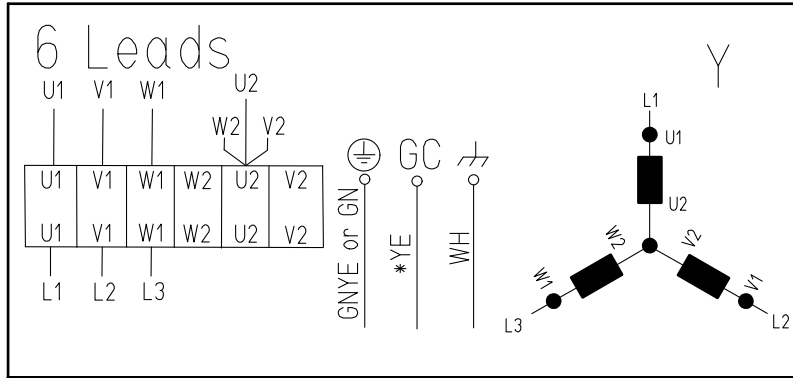 6 Leads
Y
U1 V1 W1 U2
W2 V2
U1 V1 W1 W2 U2 V2
U1 V1 W1 W2 U2 V2
L1 L2 L3
GC
GNYE or GN
*YE
WH
L1
U1
U2
W2
V2
W1
V1
L3
L2